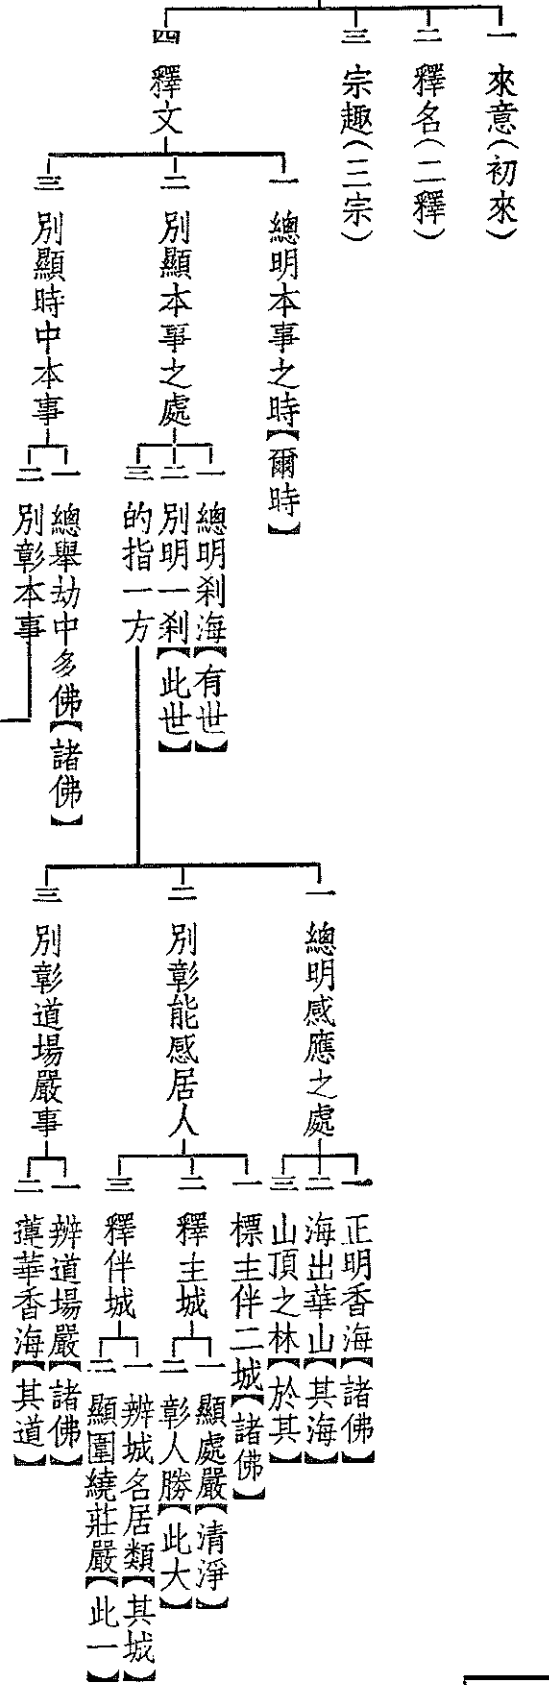 一 來意(初來)
二 釋名(二釋)
三 宗趣(三宗)
四 釋文
一 總明本事之時【爾時】
二 別顯本事之處
一 總明剎海【有世】
二 別明一剎【此世】
三 的指一方
一 總明感應之處
一 正明香海【諸佛】
二 海出華山【其海】
三 山頂之林【於其】
二 別彰能感居人
一 標主伴二城【諸佛】
二 釋主城
一 顯處嚴【清淨】
二 彰人勝【此大】
三 釋伴城
一 辨城名居類【其城】
二 顯圍繞莊嚴【此一】
三 別彰道場嚴事
一 辨道場嚴【諸佛】
二 蓮華香海【其道】
三 別顯時中本事
一 總舉劫中多佛【諸佛】
二 別彰本事